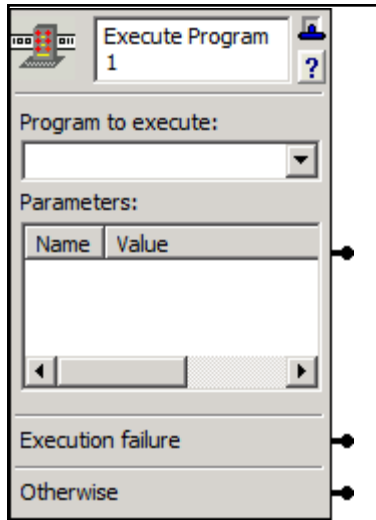 Execute Program
1
?
Program to execute:
Parameters:
Name Value
Execution failure
Otherwise